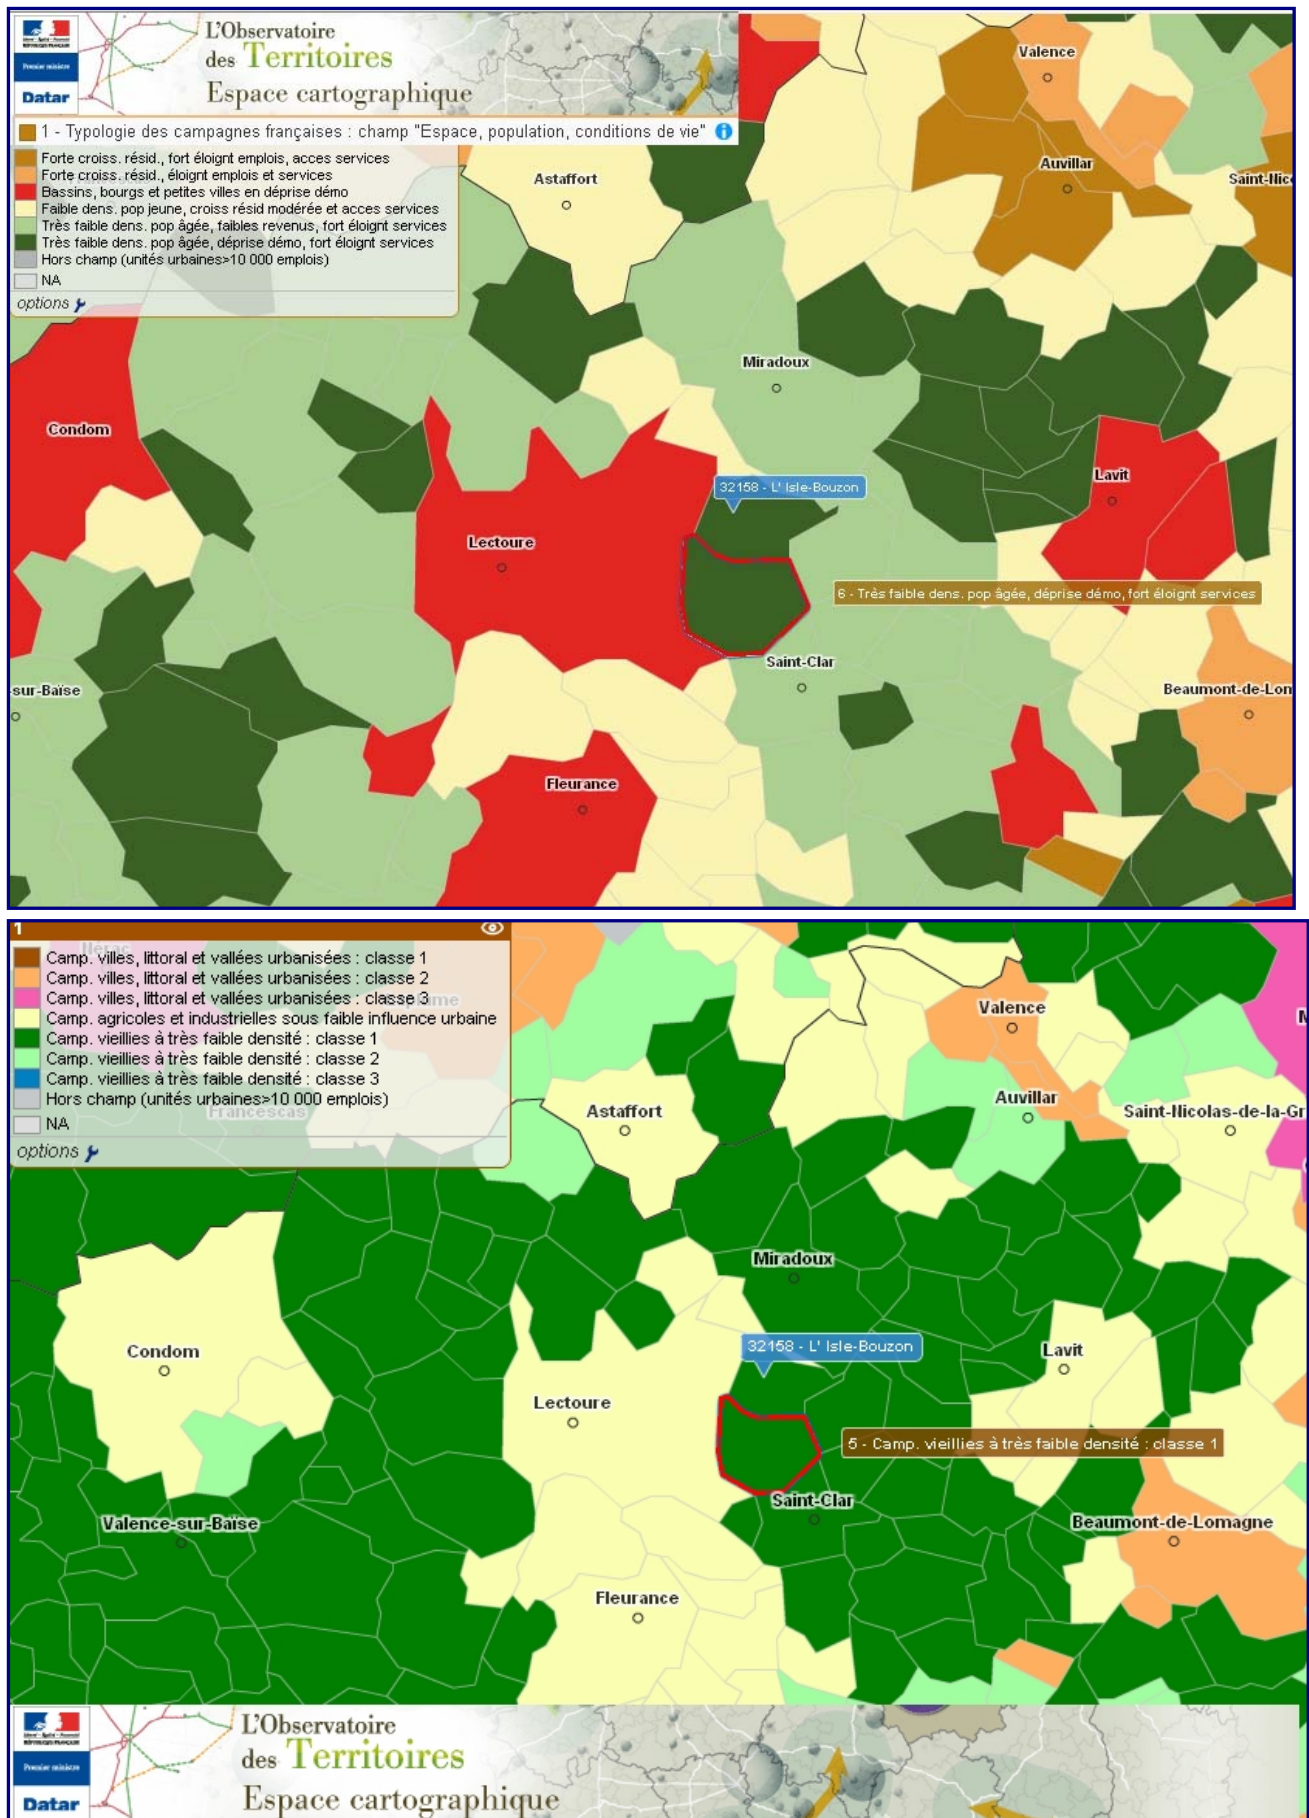 L'Observatoire
des Territoires
Espace cartographique
Premier ministre
Datar
1 - Typologie des campagnes françaises : champ "Espace, population, conditions de vie"
Forte croiss. résid., fort éloignt emplois, acces services
Forte croiss. résid., éloignt emplois et services
Bassins, bourgs et petites villes en déprise démo
Faible dens. pop jeune, croiss résid modérée et acces services
Très faible dens. pop âgée, faibles revenus, fort éloignt services
Très faible dens. pop âgée, déprise démo, fort éloignt services
Hors champ (unités urbaines>10 000 emplois)
NA
options
Valence
Auvillar
Astaffort
Saint-Nico
Miradoux
Condom
Lavit
32158 - L' Isle-Bouzon
Lectoure
6 - Très faible dens. pop âgée, déprise démo, fort éloignt services
Saint-Clar
-sur-Baïse
Beaumont-de-Lon
Fleurance
1
Nérac
Camp. villes, littoral et vallées urbanisées : classe 1
Camp. villes, littoral et vallées urbanisées : classe 2
Camp. villes, littoral et vallées urbanisées : classe 3
Camp. agricoles et industrielles sous faible influence urbaine
Camp. vieillies à très faible densité : classe 1
Camp. vieillies à très faible densité : classe 2
Camp. vieillies à très faible densité : classe 3
Hors champ (unités urbaines>10 000 emplois)
Francescas
NA
options
Valence
Auvillar
Astaffort
Saint-Nicolas-de-la-Gr
Miradoux
32158 - L' Isle-Bouzon
Condom
Lavit
Lectoure
5 - Camp. vieillies à très faible densité : classe 1
Saint-Clar
Valence-sur-Baïse
Beaumont-de-Lomagne
Fleurance
L'Observatoire
des Territoires
Premier ministre
Espace cartographique
Datar